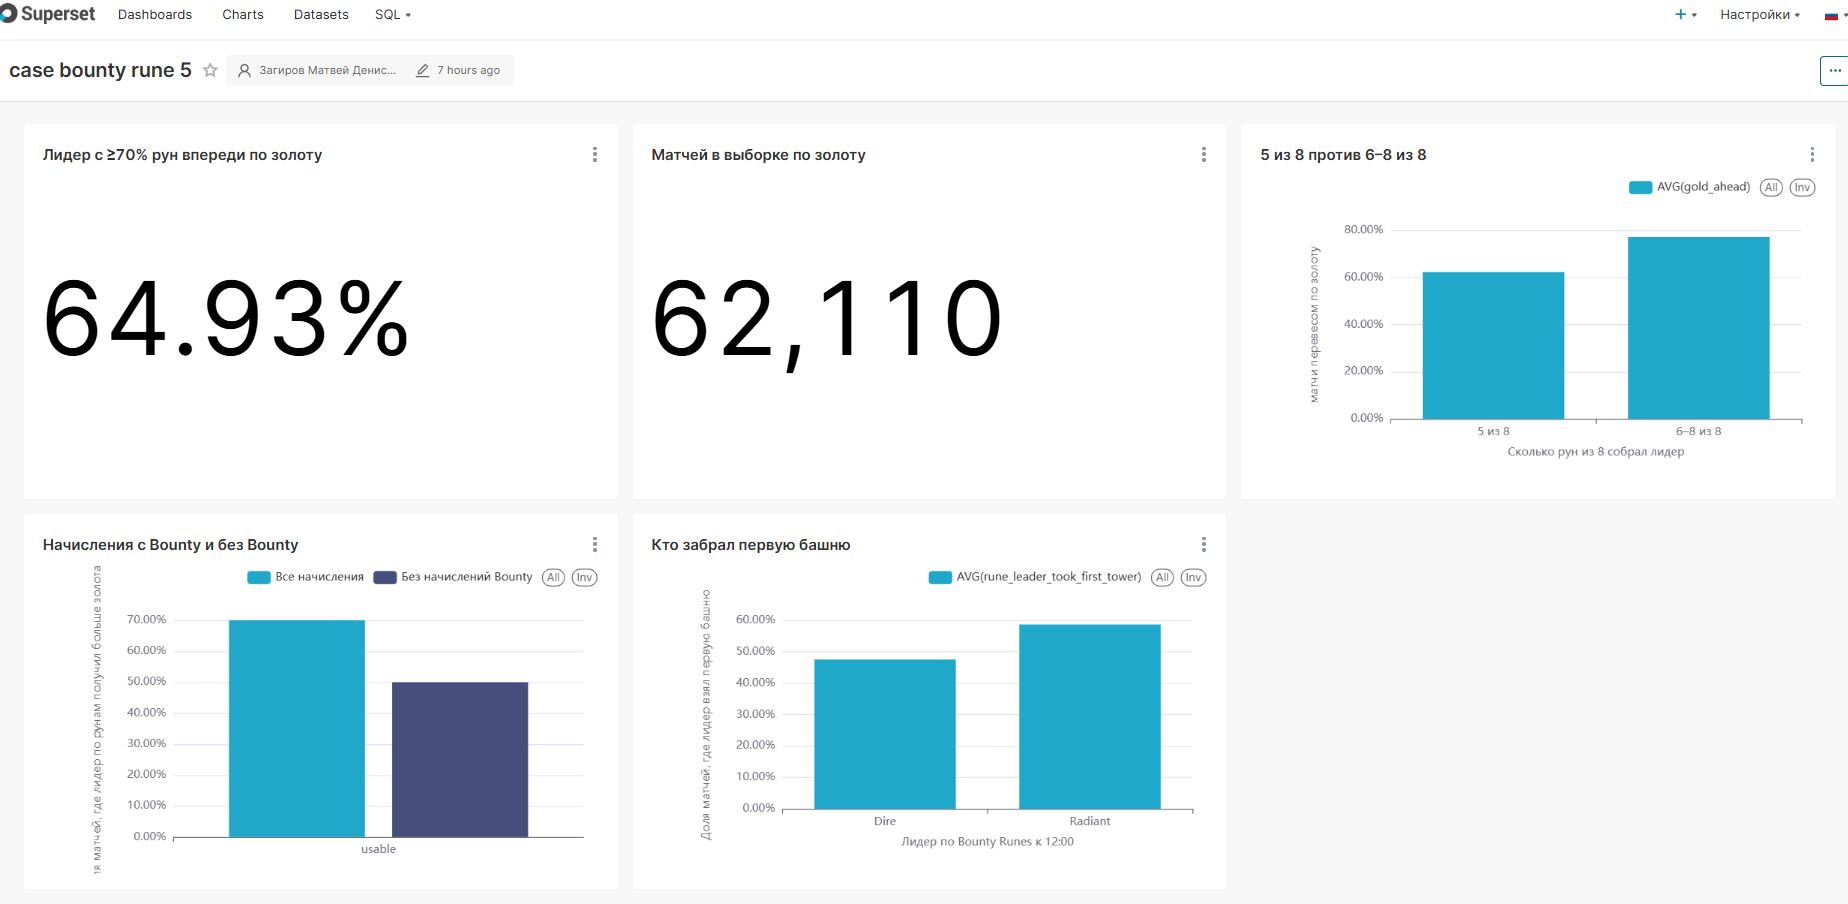 Superset Dashboards Charts Datasets SQL + Настройки
case bounty rune 5 Загиров Матвей Денис... 7 hours ago ...
Лидер с ≥70% рун впереди по золоту
64.93%
Матчей в выборке по золоту
62,110
5 из 8 против 6–8 из 8
AVG(gold_ahead) All Inv
матчи перевесом по золоту
80.00%
60.00%
40.00%
20.00%
0.00%
5 из 8 6–8 из 8
Сколько рун из 8 собрал лидер
Начисления с Bounty и без Bounty
Все начисления Без начислений Bounty All Inv
матчей, где лидер по рунам получил больше золота
70.00%
60.00%
50.00%
40.00%
30.00%
20.00%
10.00%
0.00%
usable
Кто забрал первую башню
AVG(rune_leader_took_first_tower) All Inv
Доля матчей, где лидер взял первую башню
60.00%
50.00%
40.00%
30.00%
20.00%
10.00%
0.00%
Dire Radiant
Лидер по Bounty Runes к 12:00